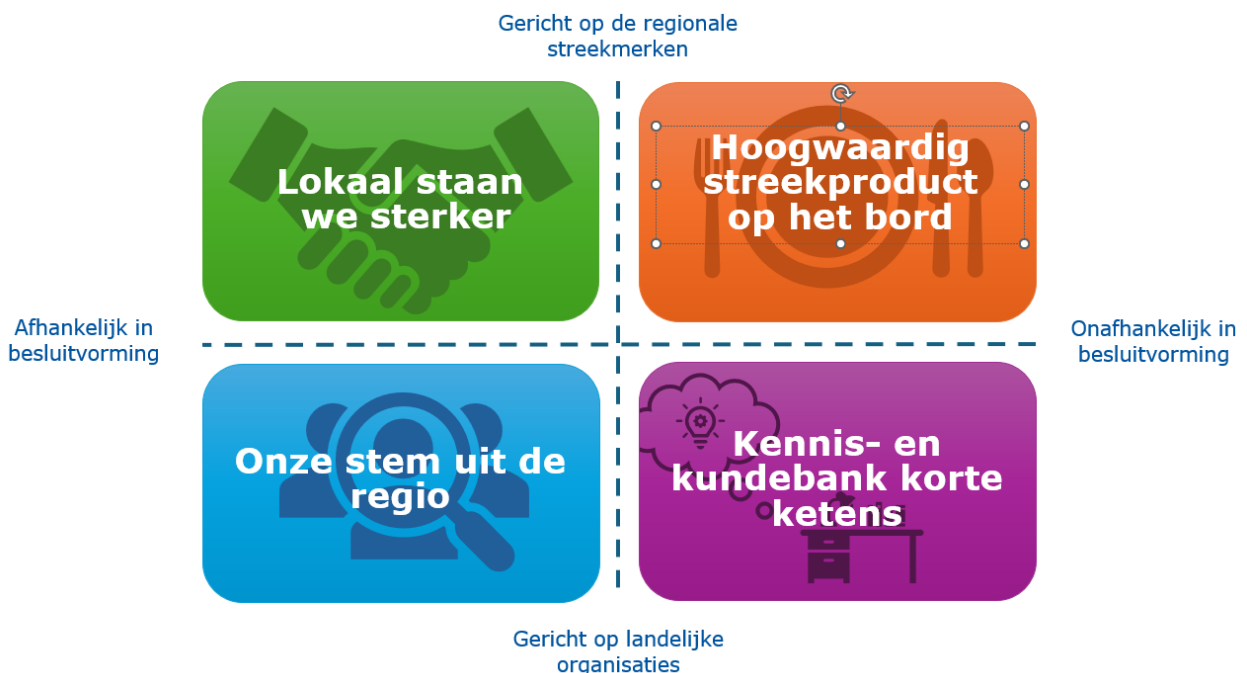 Gericht op de regionale
streekmerken
Lokaal staan
we sterker
Hoogwaardig
streekproduct
op het bord
Afhankelijk in
besluitvorming
Onafhankelijk in
besluitvorming
Onze stem uit de
regio
Kennis- en
kundebank korte
ketens
Gericht op landelijke
organisaties